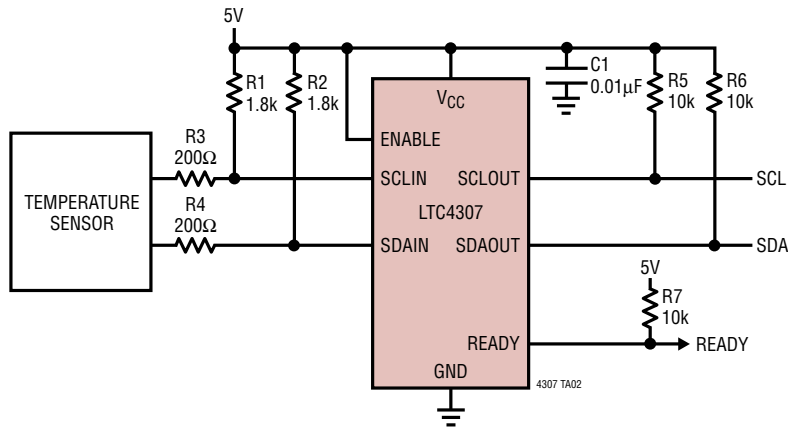 5V
R1
1.8k
R2
1.8k
C1
0.01µF
R5
10k
R6
10k
VCC
ENABLE
R3
200Ω
SCLIN
SCLOUT
SCL
TEMPERATURE
SENSOR
LTC4307
R4
200Ω
SDAIN
SDAOUT
SDA
5V
R7
10k
READY
READY
GND
4307 TA02